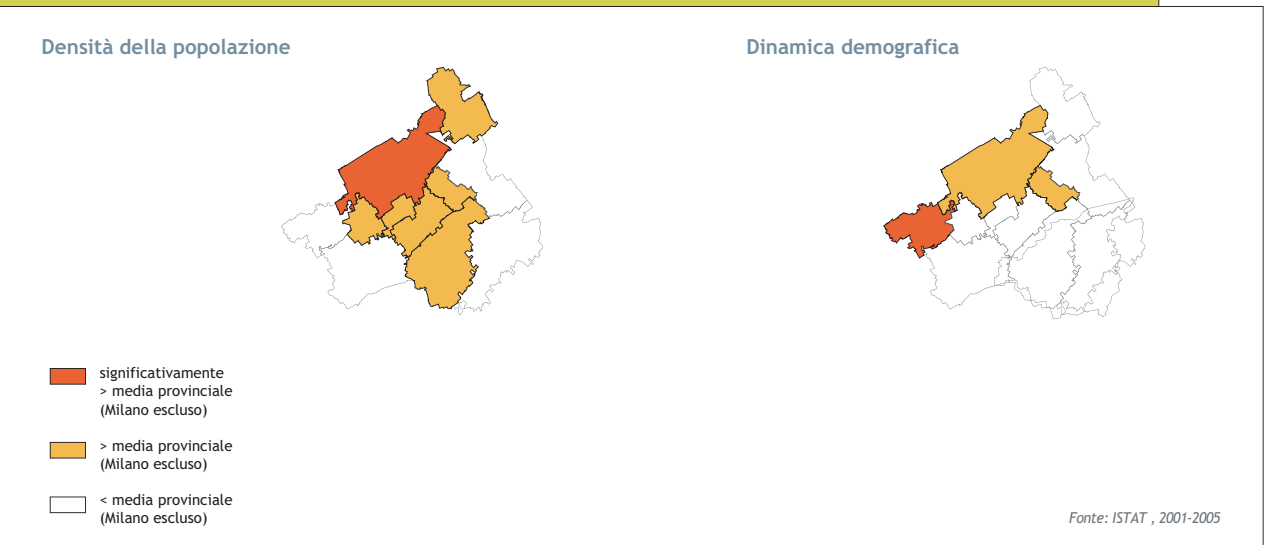 Densità della popolazione
Dinamica demografica
significativamente
> media provinciale
(Milano escluso)
> media provinciale
(Milano escluso)
< media provinciale
(Milano escluso)
Fonte: ISTAT , 2001-2005